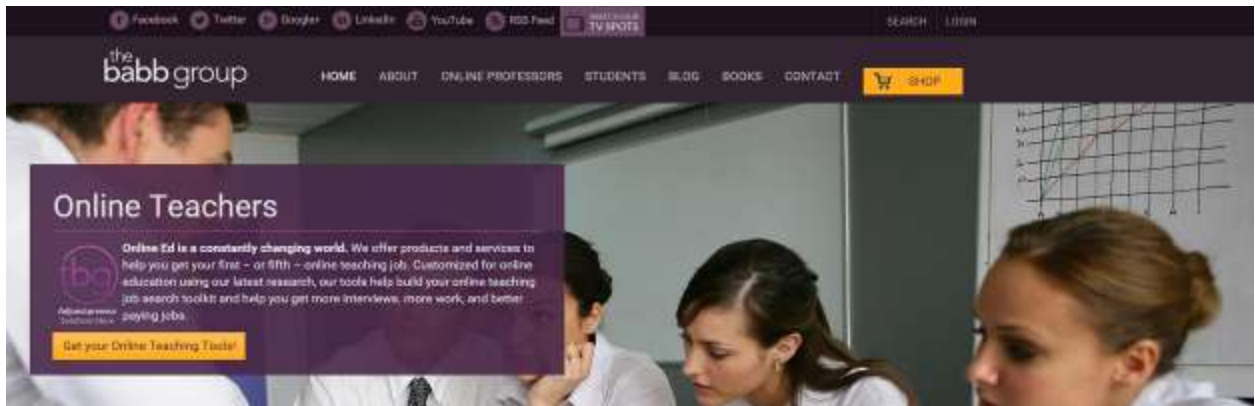 Facebook Twitter Google+ LinkedIn YouTube RSS Feed TV SPOTS SEARCH LOGIN
the
babb group HOME ABOUT ONLINE PROFESSORS STUDENTS BLOG BOOKS CONTACT SHOP
Online Teachers
Online Ed is a constantly changing world. We offer products and services to
help you get your first – or fifth – online teaching job. Customized for online
education using our latest research, our tools help build your online teaching
job search toolkit and help you get more interviews, more work, and better
paying jobs.
tbg
Get your Online Teaching Tools!